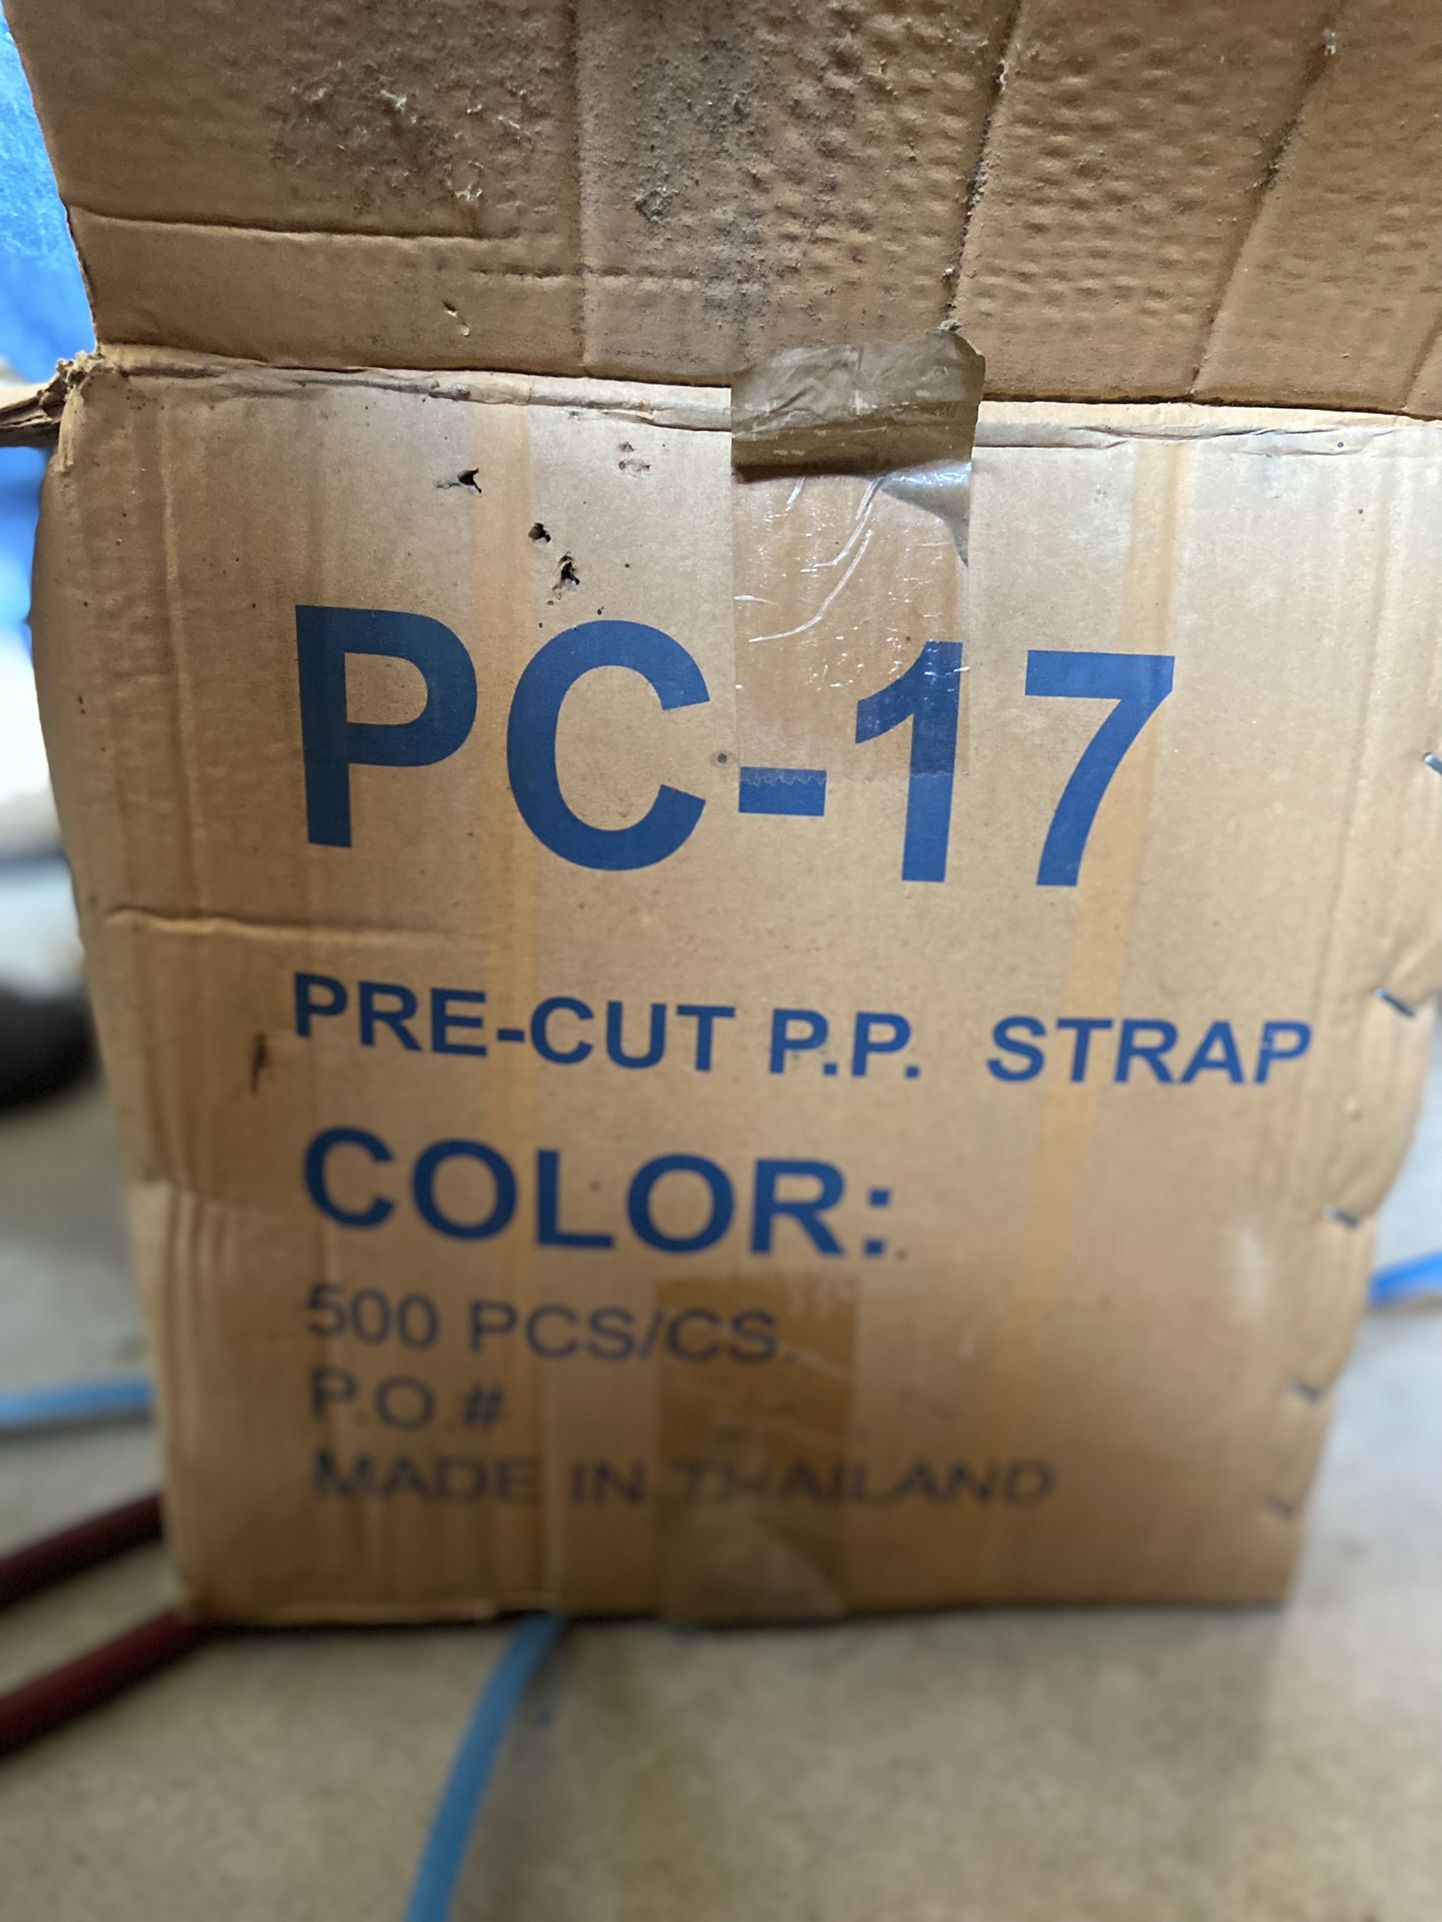 PC-17
PRE-CUT P.P. STRAP
COLOR:
500 PCS/CS.
P.O.#
MADE IN THAILAND